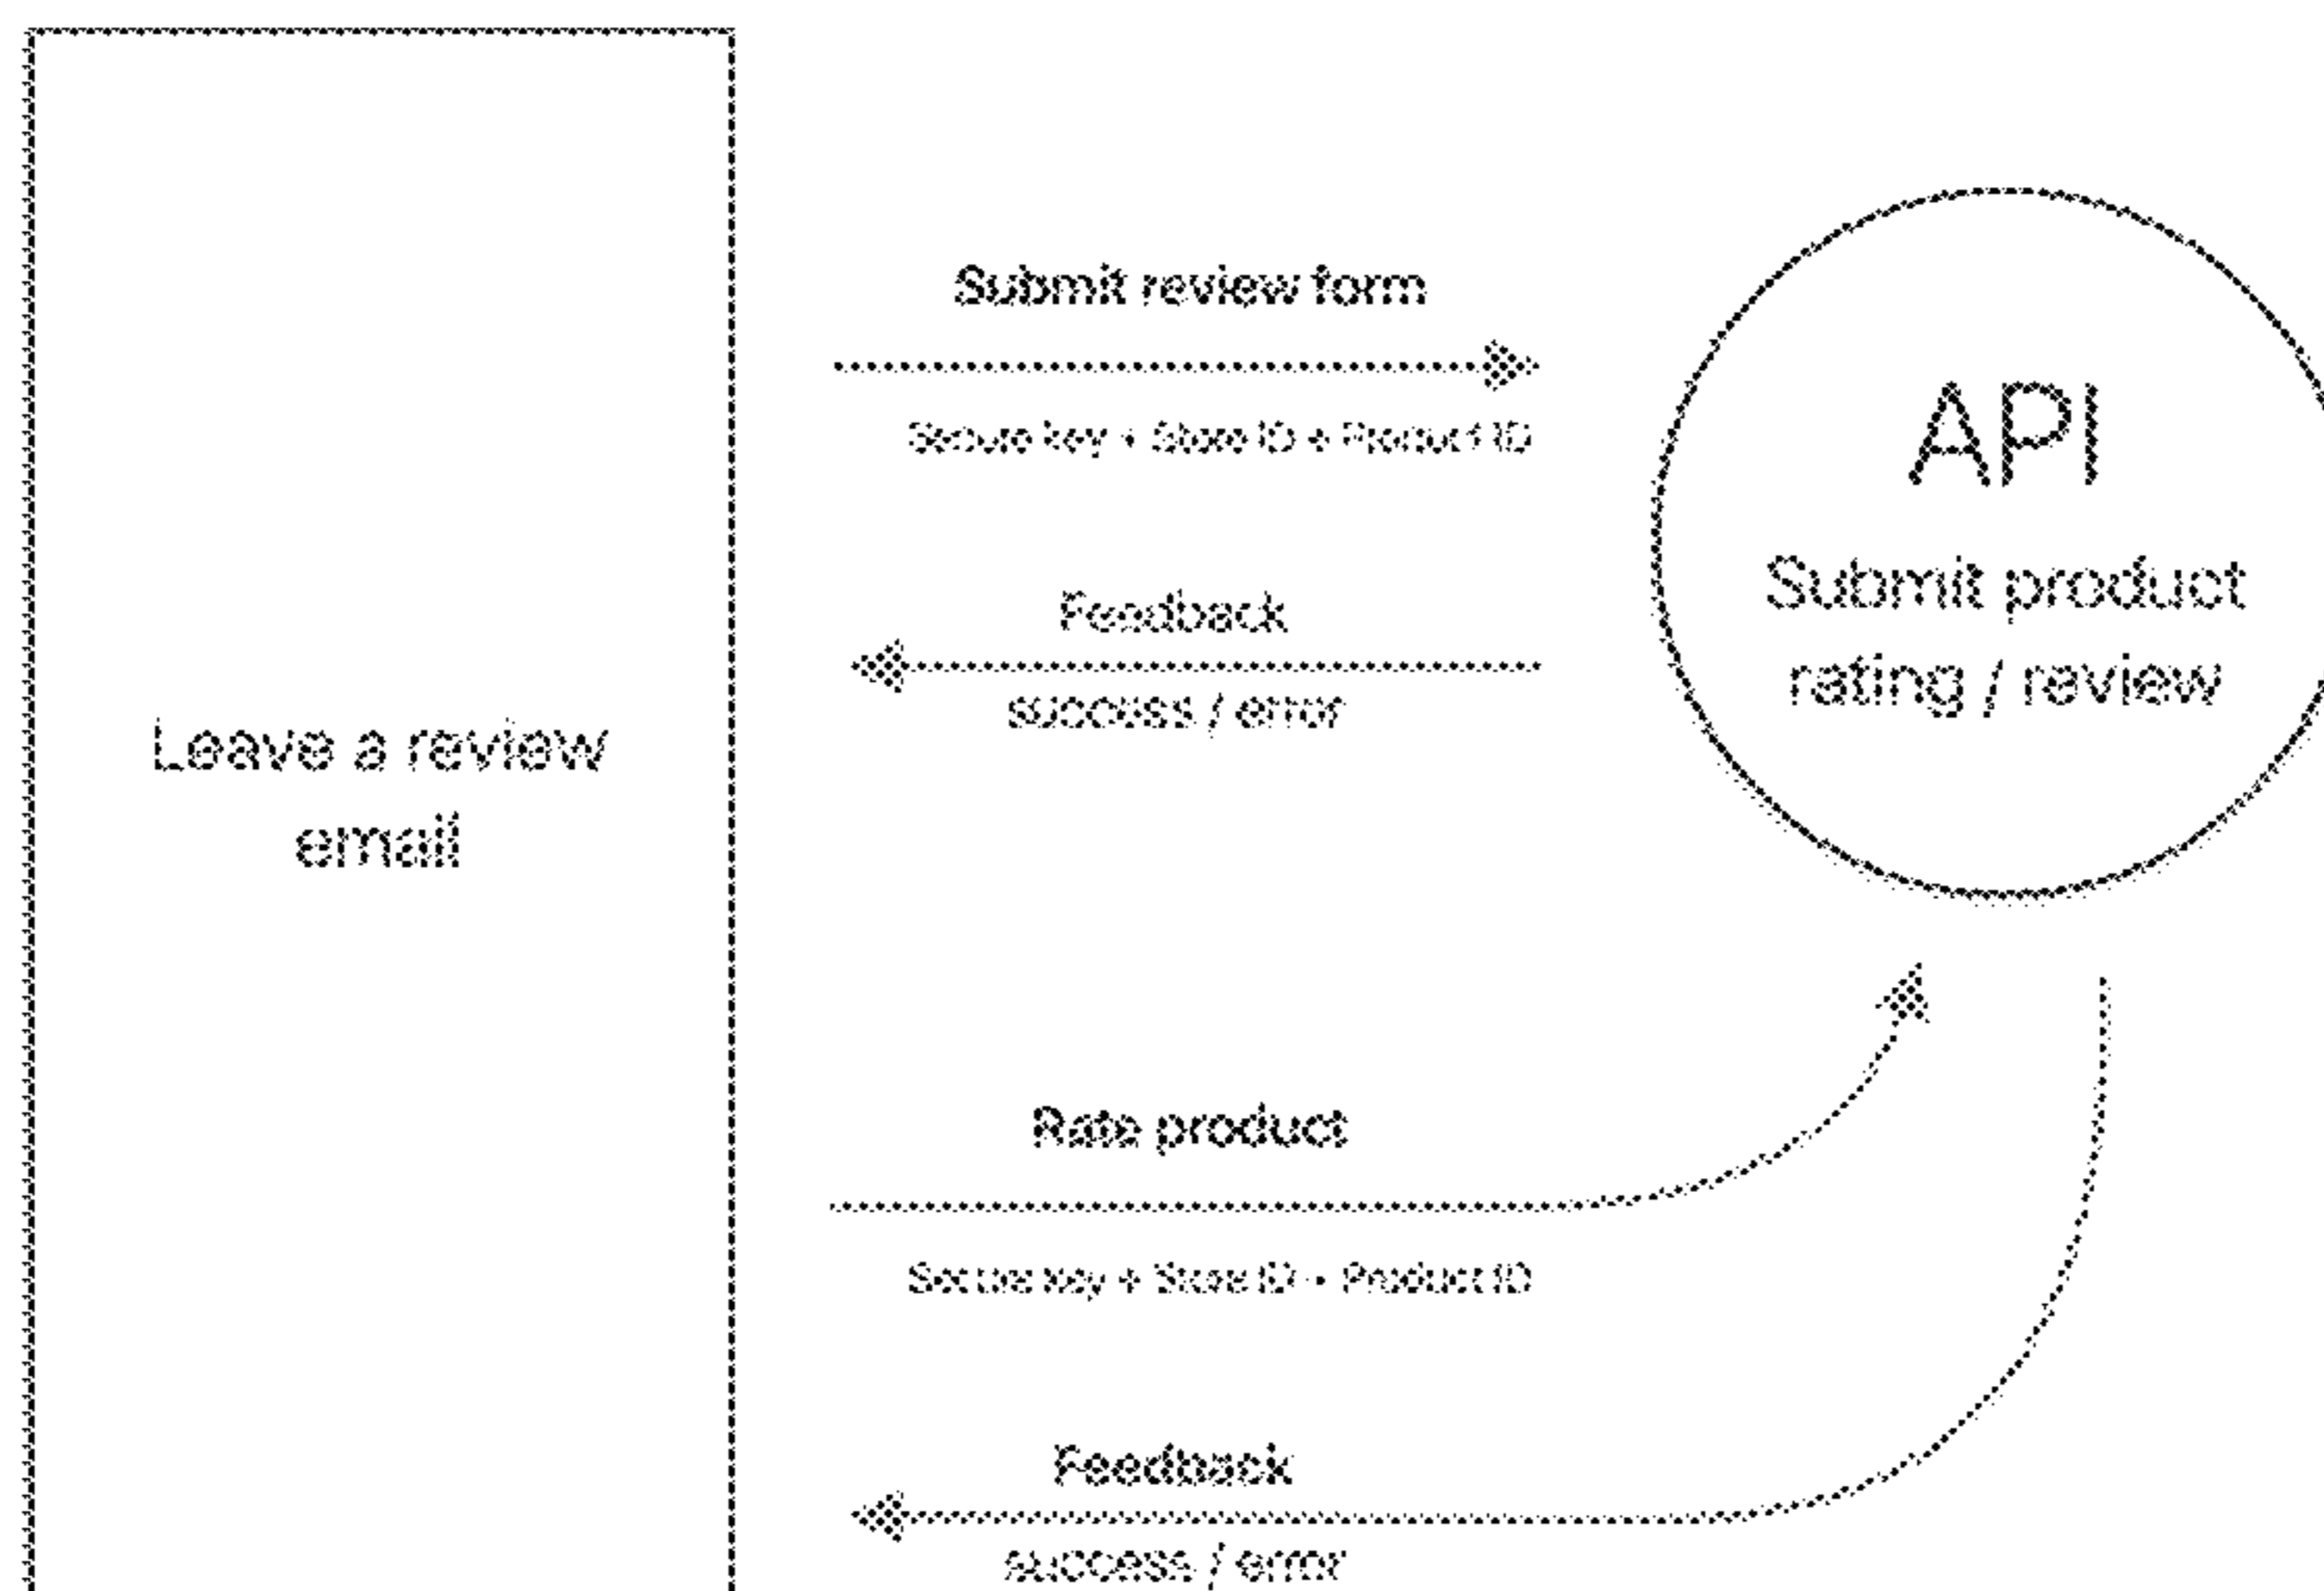 Submit review form
Secure key + Store ID + Product ID
API
Submit product
rating / review
Feedback
success / error
Leave a review
email
Rate product
Secure key + Store ID + Product ID
Feedback
success / error